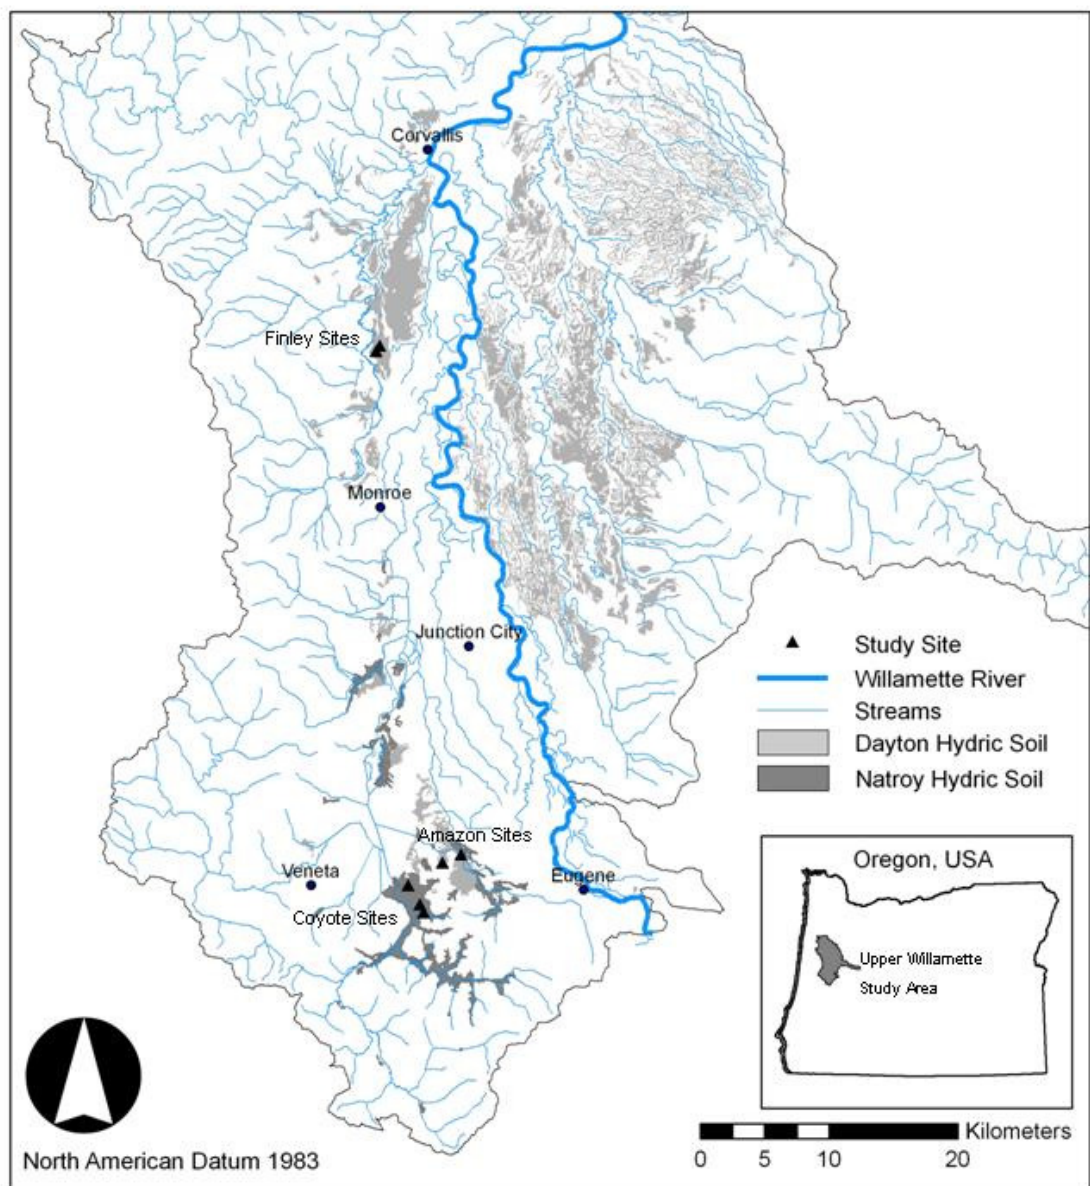 Corvallis
Finley Sites
Monroe
Junction City
Study Site
Willamette River
Streams
Dayton Hydric Soil
Natroy Hydric Soil
Amazon Sites
Veneta
Eugene
Coyote Sites
Oregon, USA
Upper Willamette
Study Area
North American Datum 1983
Kilometers
0 5 10 20